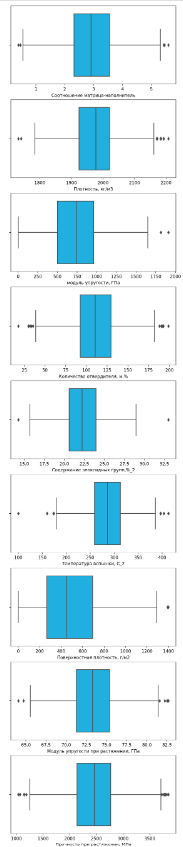 1 2 3 4 5
Соотношение матрица-наполнитель
1800 1900 2000 2100 2200
Плотность, кг/м3
0 250 500 750 1000 1250 1500 1750 2000
модуль упругости, ГПа
25 50 75 100 125 150 175 200
Количество отвердителя, м.%
15.0 17.5 20.0 22.5 25.0 27.5 30.0 32.5
Содержание эпоксидных групп,%_2
100 150 200 250 300 350 400
Температура вспышки, С_2
0 200 400 600 800 1000 1200 1400
Поверхностная плотность, г/м2
65.0 67.5 70.0 72.5 75.0 77.5 80.0 82.5
Модуль упругости при растяжении, ГПа
1000 1500 2000 2500 3000 3500
Прочность при растяжении, МПа